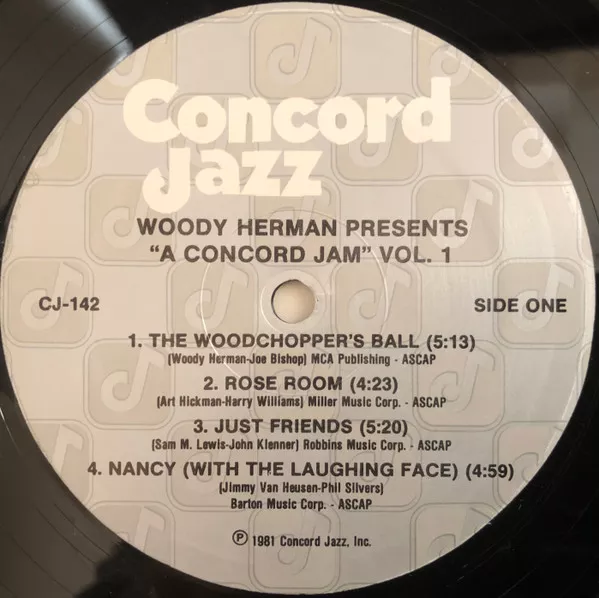 Concord
Jazz
WOODY HERMAN PRESENTS
"A CONCORD JAM" VOL. 1
CJ-142
SIDE ONE
1. THE WOODCHOPPER'S BALL (5:13)
(Woody Herman-Joe Bishop) MCA Publishing - ASCAP
2. ROSE ROOM (4:23)
(Art Hickman-Harry Williams) Miller Music Corp. - ASCAP
3. JUST FRIENDS (5:20)
(Sam M. Lewis-John Klenner) Robbins Music Corp. - ASCAP
4. NANCY (WITH THE LAUGHING FACE) (4:59)
(Jimmy Van Heusen-Phil Silvers)
Barton Music Corp. - ASCAP
℗ 1981 Concord Jazz, Inc.